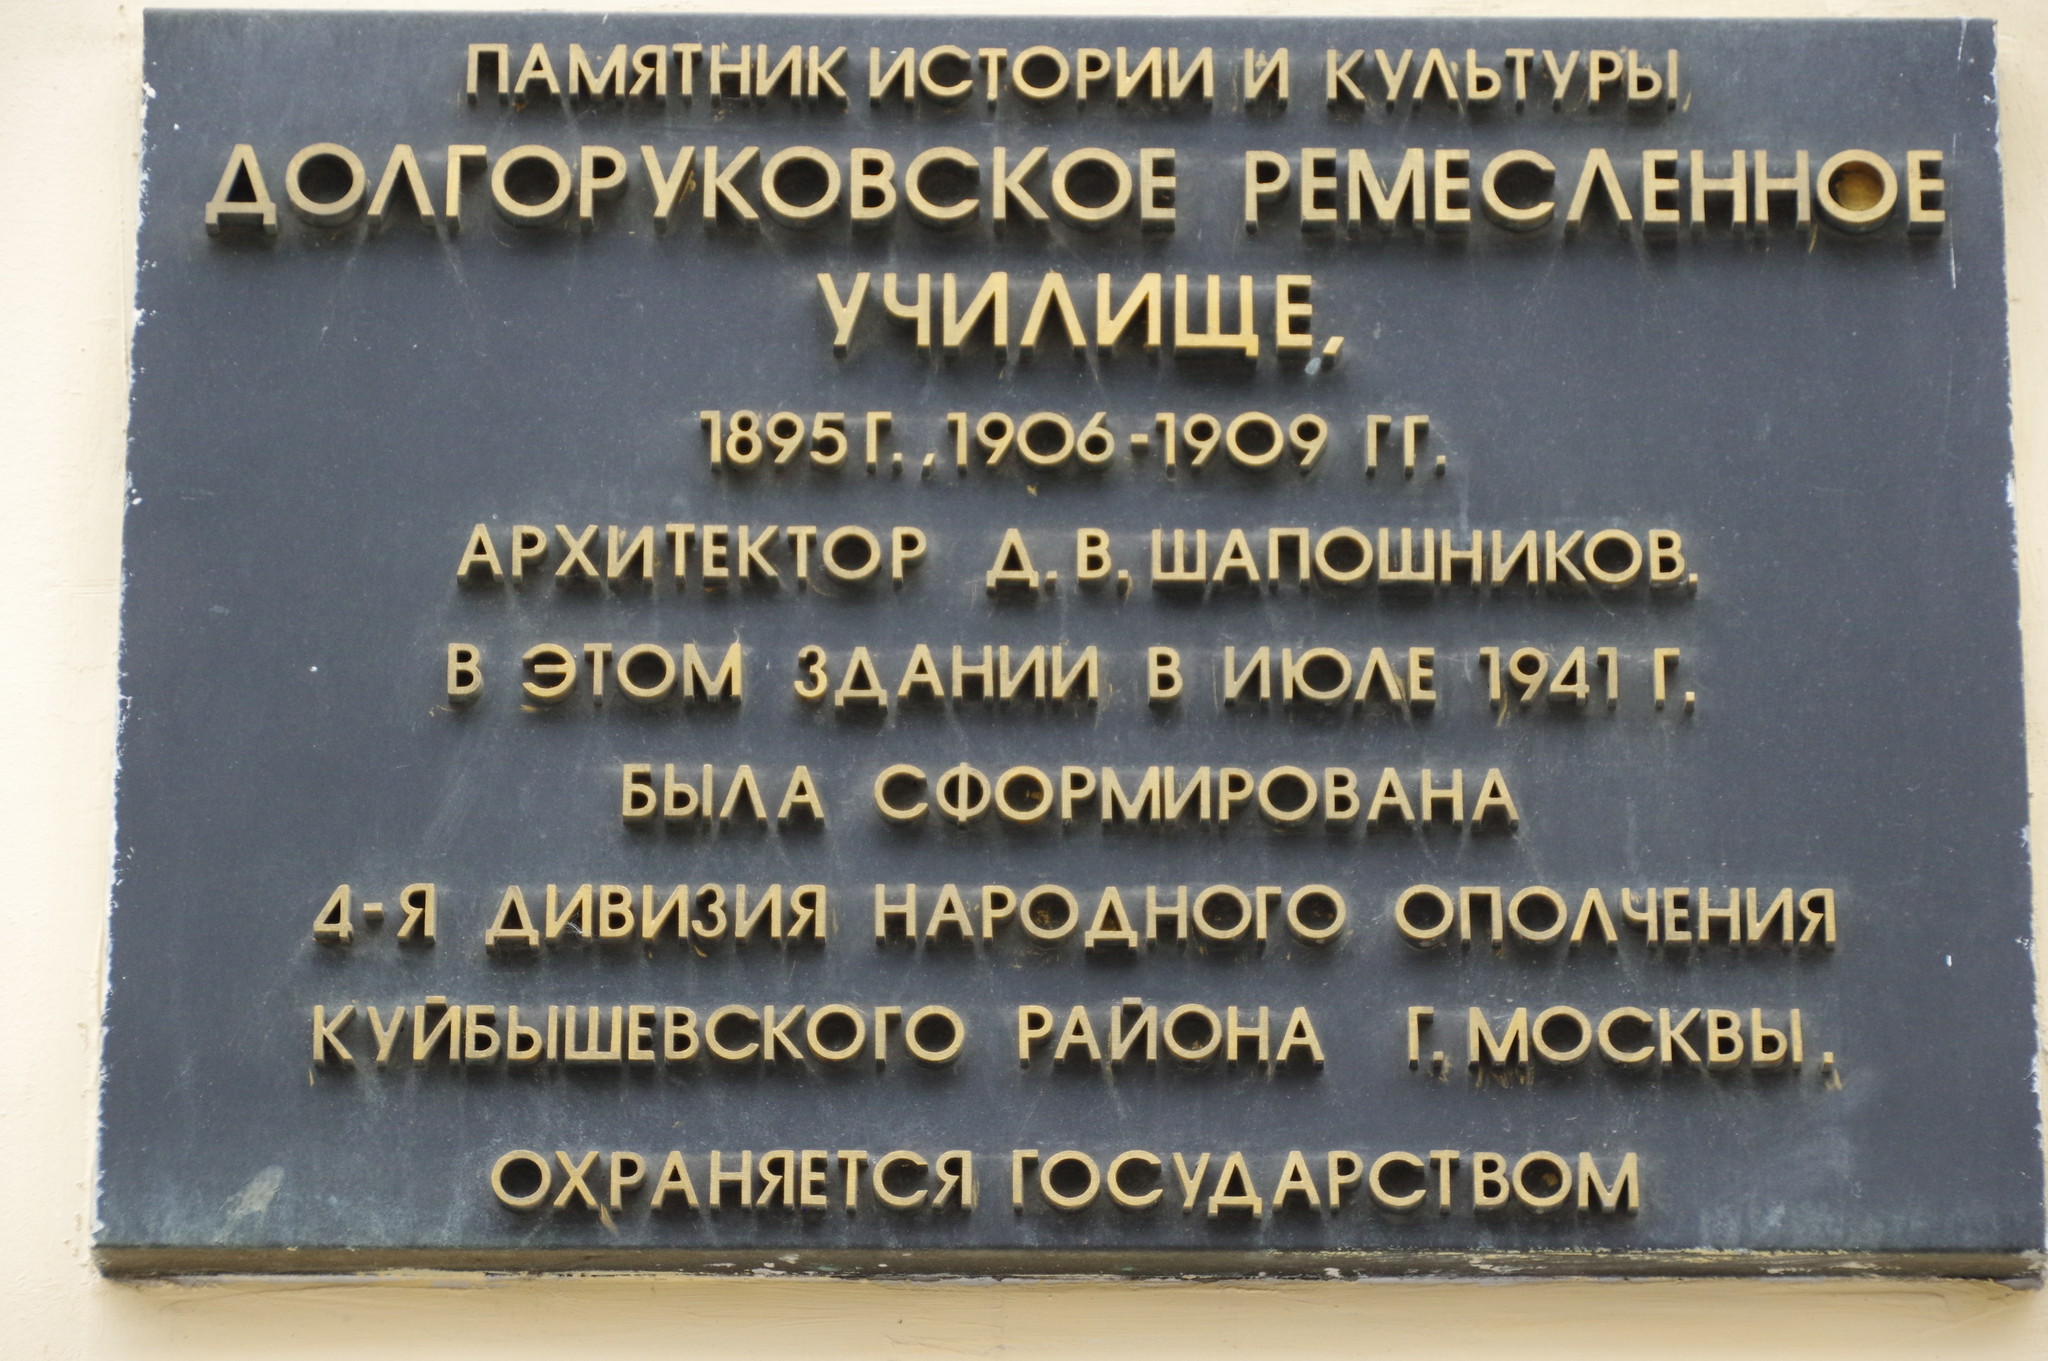 ПАМЯТНИК ИСТОРИИ И КУЛЬТУРЫ,
ДОЛГОРУКОВСКОЕ РЕМЕСЛЕННОЕ
УЧИЛИЩЕ,
1895 Г., 1906-1909 ГГ.
АРХИТЕКТОР Д. В. ШАПОШНИКОВ.
В ЭТОМ ЗДАНИИ В ИЮЛЕ 1941 Г.
БЫЛА СФОРМИРОВАНА
4-Я ДИВИЗИЯ НАРОДНОГО ОПОЛЧЕНИЯ
КУЙБЫШЕВСКОГО РАЙОНА Г. МОСКВЫ.
ОХРАНЯЕТСЯ ГОСУДАРСТВОМ